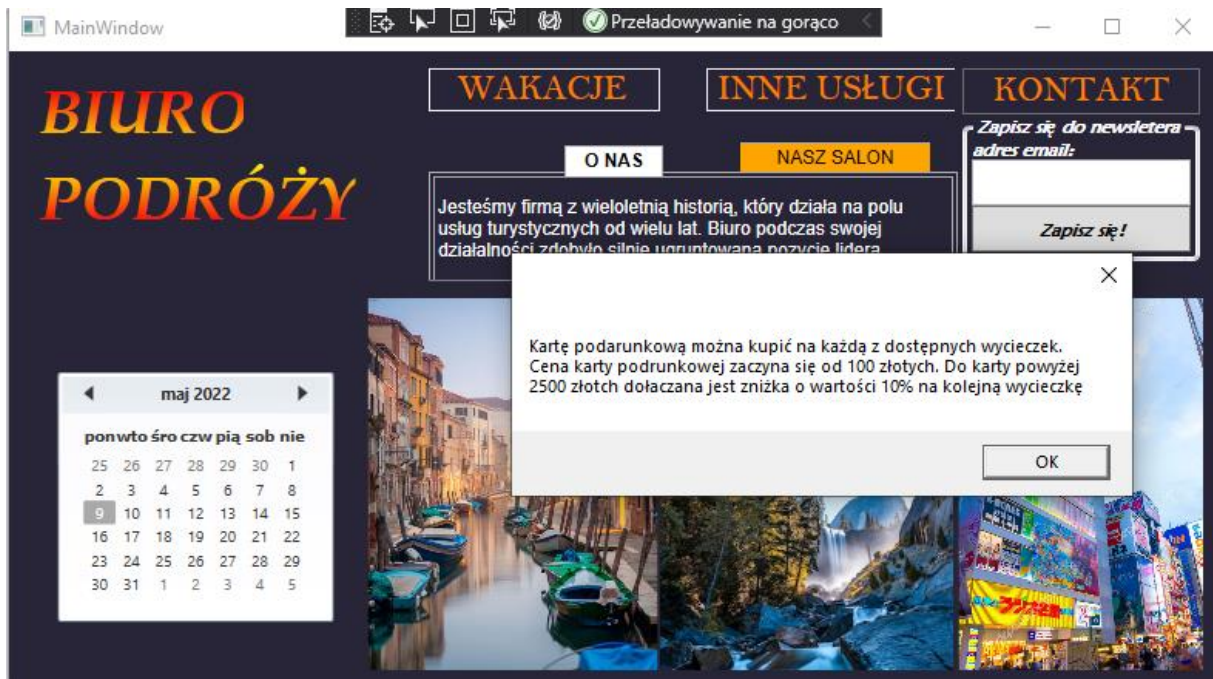 MainWindow
Przeładowywanie na gorąco
BIURO
PODRÓŻY
WAKACJE
INNE USŁUGI
KONTAKT
O NAS
NASZ SALON
Jesteśmy firmą z wieloletnią historią, który działa na polu
usług turystycznych od wielu lat. Biuro podczas swojej
działalności zdobyło silnie ugruntowaną pozycję lidera
Zapisz się do newsletera
adres email:
Zapisz się!
Kartę podarunkową można kupić na każdą z dostępnych wycieczek.
Cena karty podrunkowej zaczyna się od 100 złotych. Do karty powyżej
2500 złotch dołaczana jest zniżka o wartości 10% na kolejną wycieczkę
OK
maj 2022
pon wto śro czw pią sob nie
25 26 27 28 29 30 1
2 3 4 5 6 7 8
9 10 11 12 13 14 15
16 17 18 19 20 21 22
23 24 25 26 27 28 29
30 31 1 2 3 4 5